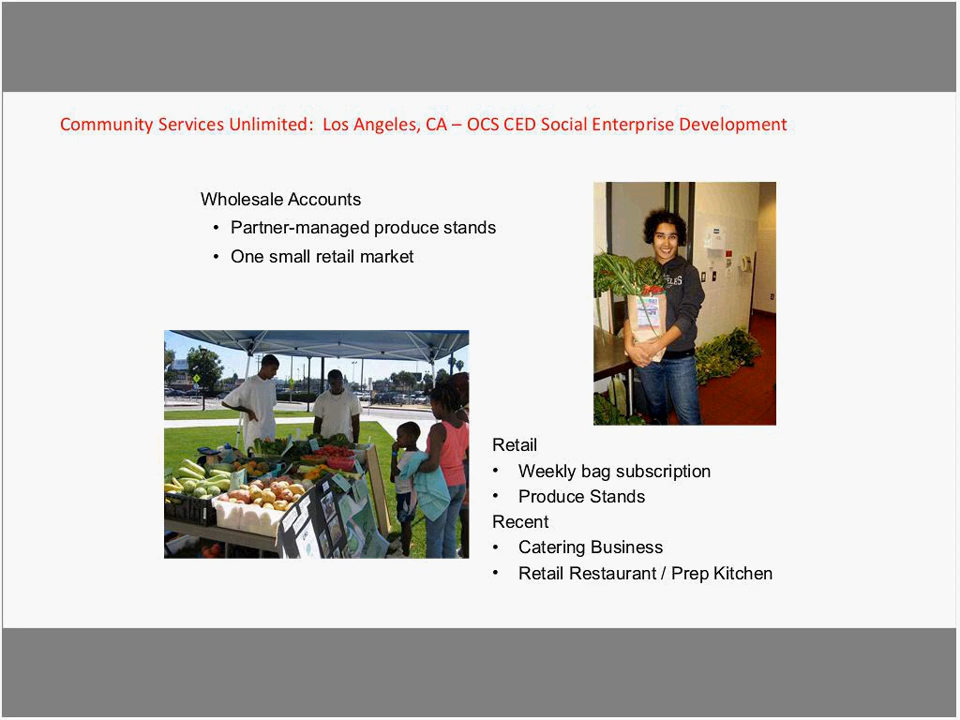 Community Services Unlimited: Los Angeles, CA – OCS CED Social Enterprise Development
Wholesale Accounts
• Partner-managed produce stands
• One small retail market
Retail
• Weekly bag subscription
• Produce Stands
Recent
• Catering Business
• Retail Restaurant / Prep Kitchen